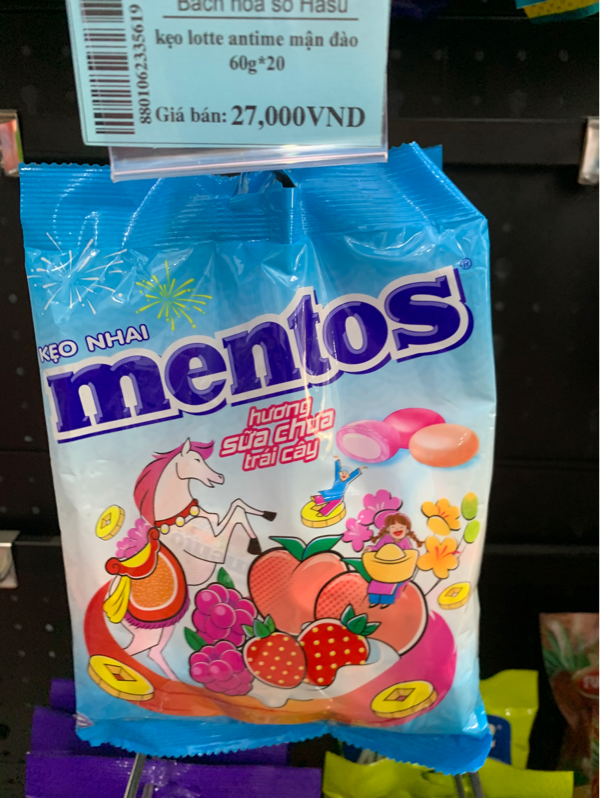 Bách hóa số Hasu
kẹo lotte antime mận đào
60g*20
8801062335619
Giá bán: 27,000VND
KẸO NHAI
mentos®
hương
sữa chua
trái cây